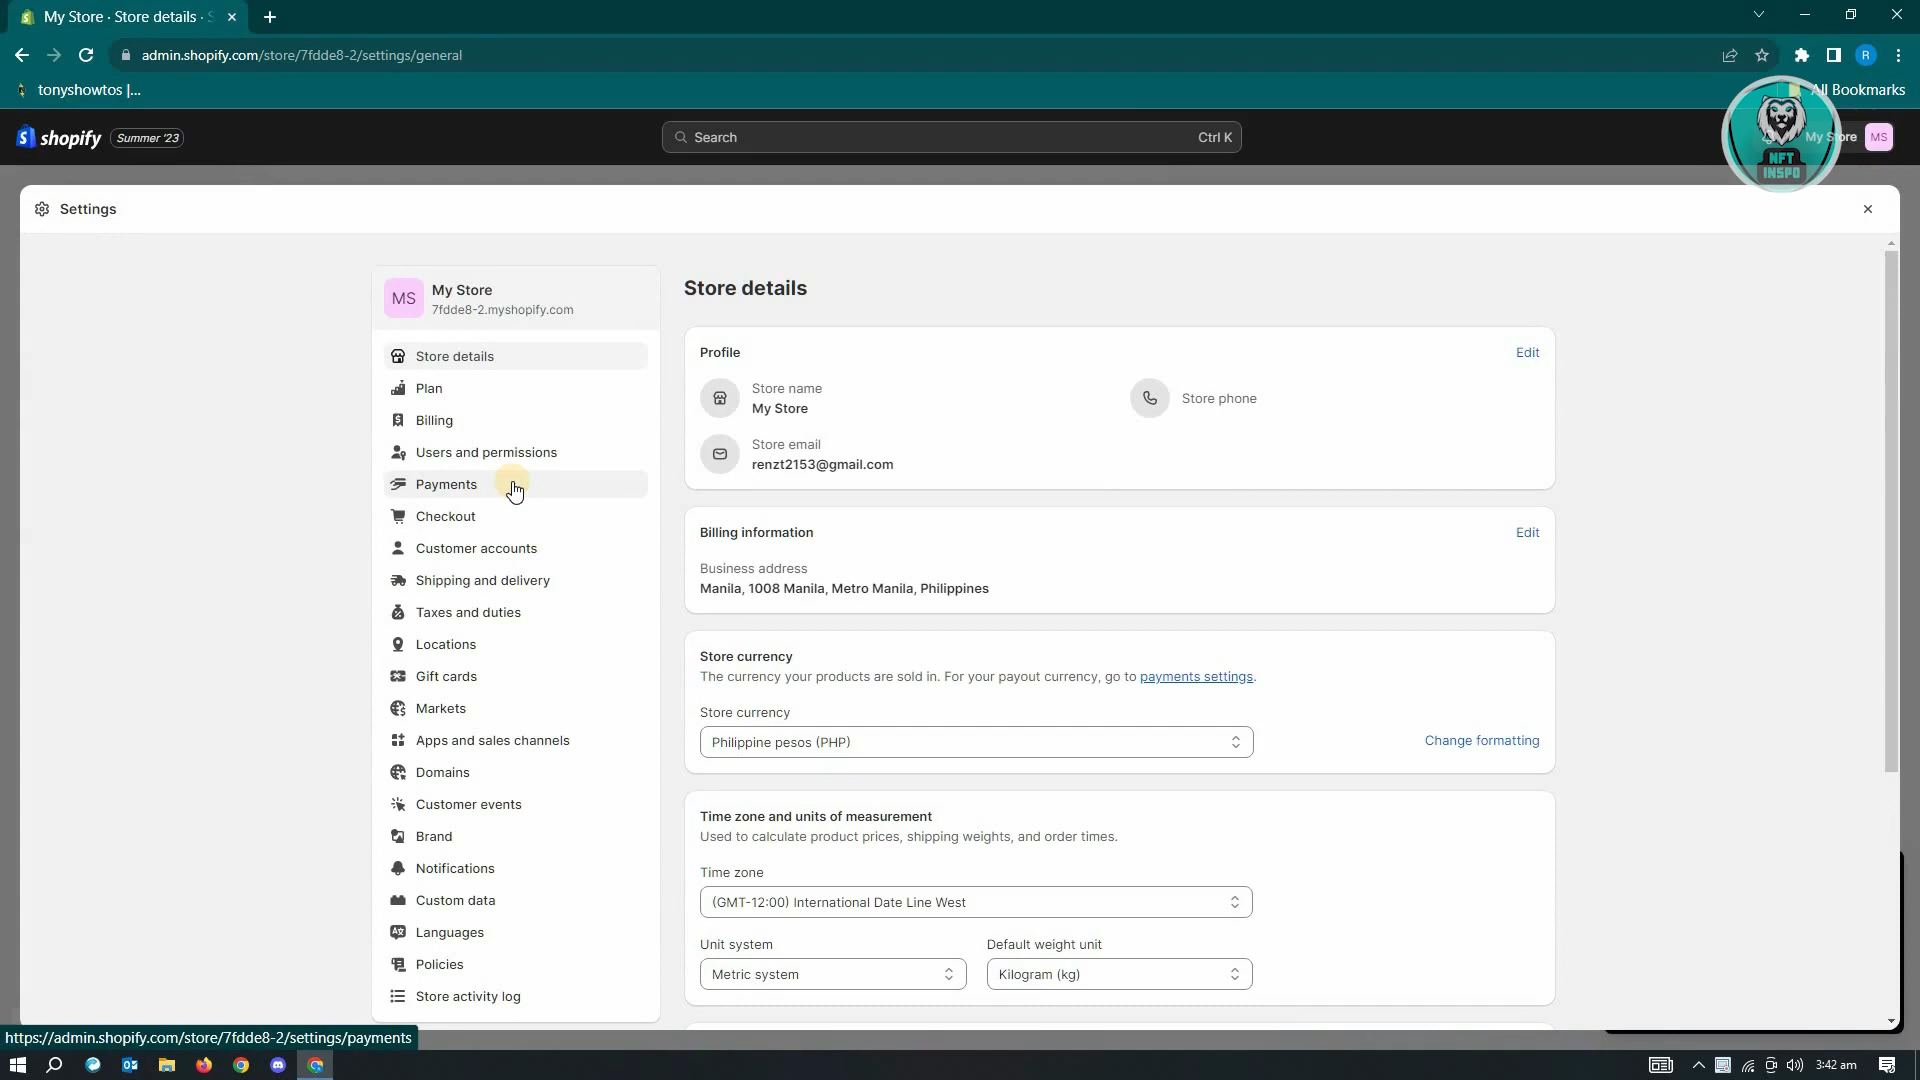 My Store · Store details · S
admin.shopify.com/store/7fdde8-2/settings/general
R
tonyshowtos |...
All Bookmarks
shopify
Summer '23
Search
Ctrl K
My Store
MS
NFT
INSPO
Settings
MS
My Store
7fdde8-2.myshopify.com
Store details
Plan
Billing
Users and permissions
Payments
Checkout
Customer accounts
Shipping and delivery
Taxes and duties
Locations
Gift cards
Markets
Apps and sales channels
Domains
Customer events
Brand
Notifications
Custom data
Languages
Policies
Store activity log
Store details
Profile
Edit
Store name
My Store
Store phone
Store email
renzt2153@gmail.com
Billing information
Edit
Business address
Manila, 1008 Manila, Metro Manila, Philippines
Store currency
The currency your products are sold in. For your payout currency, go to payments settings.
Store currency
Philippine pesos (PHP)
Change formatting
Time zone and units of measurement
Used to calculate product prices, shipping weights, and order times.
Time zone
(GMT-12:00) International Date Line West
Unit system
Default weight unit
Metric system
Kilogram (kg)
https://admin.shopify.com/store/7fdde8-2/settings/payments
3:42 am